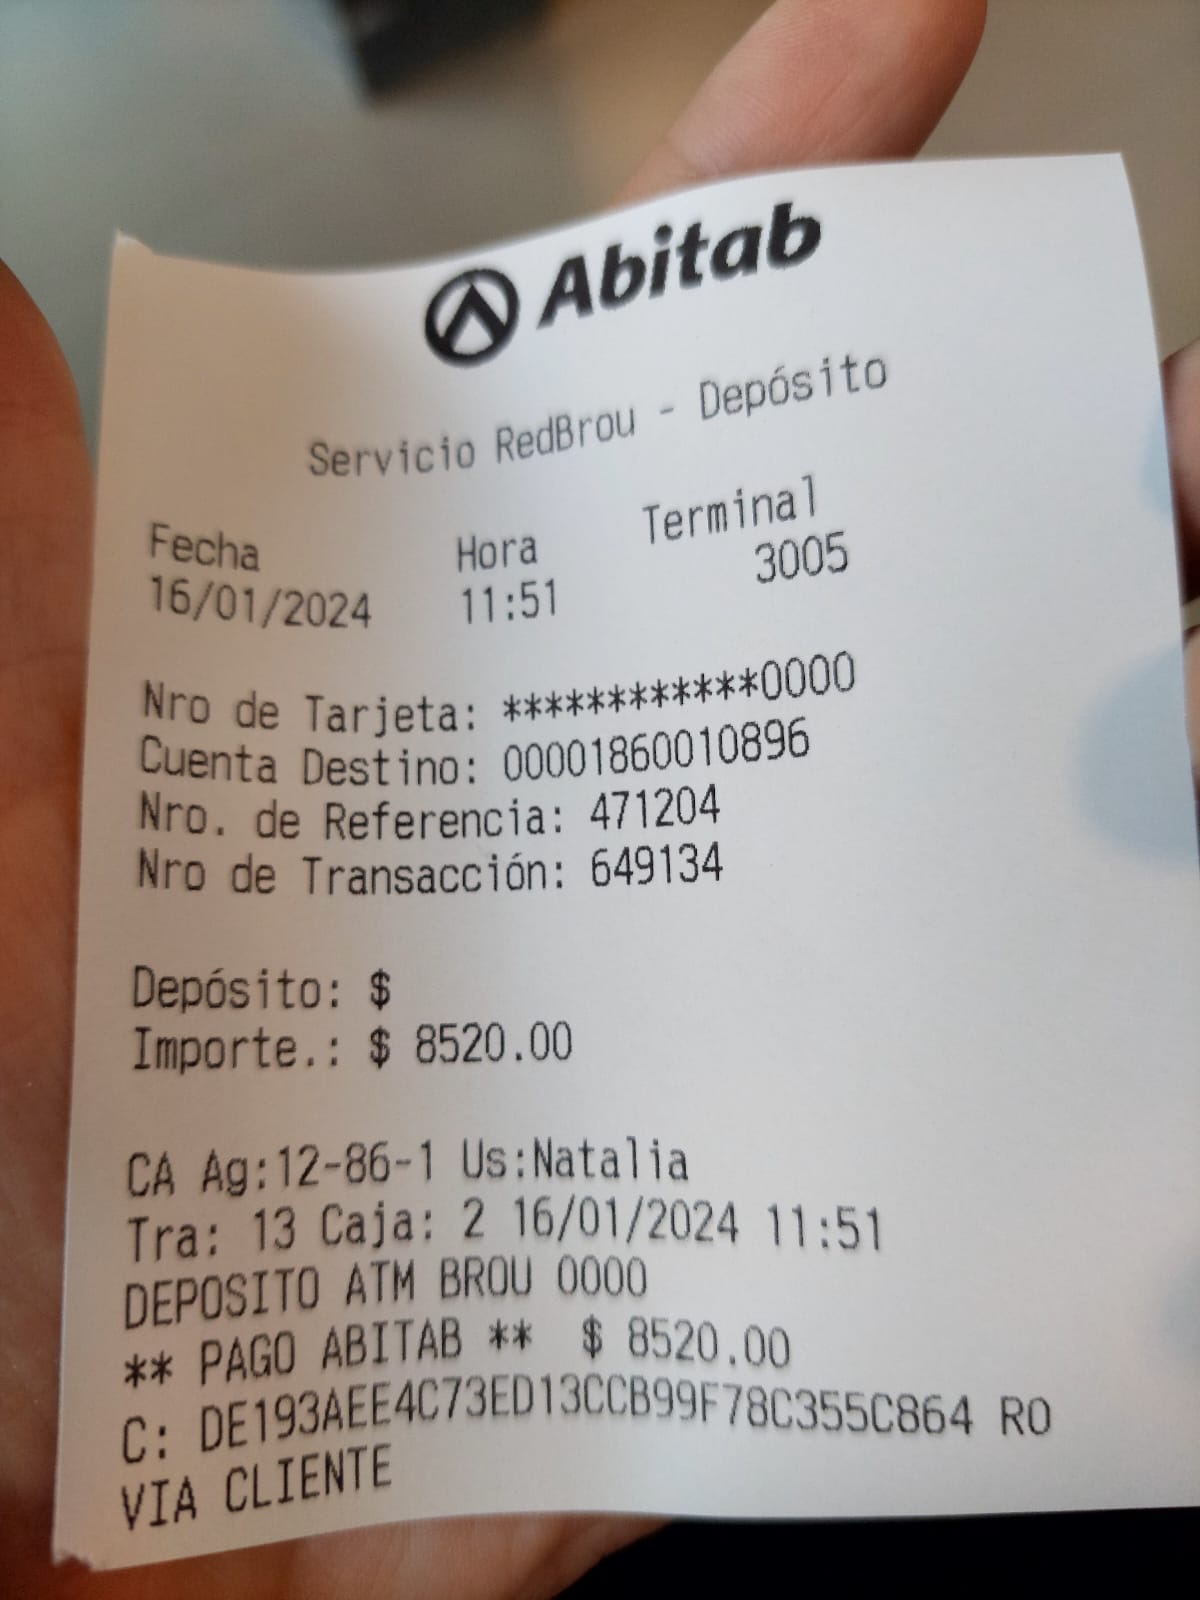 Abitab
Servicio RedBrou - Depósito
Fecha Hora Terminal
16/01/2024 11:51 3005
Nro de Tarjeta: ************0000
Cuenta Destino: 00001860010896
Nro. de Referencia: 471204
Nro de Transacción: 649134
Depósito: $
Importe.: $ 8520.00
CA Ag:12-86-1 Us:Natalia
Tra: 13 Caja: 2 16/01/2024 11:51
DEPOSITO ATM BROU 0000
** PAGO ABITAB ** $ 8520.00
C: DE193AEE4C73ED13CCB99F78C355C864 RO
VIA CLIENTE